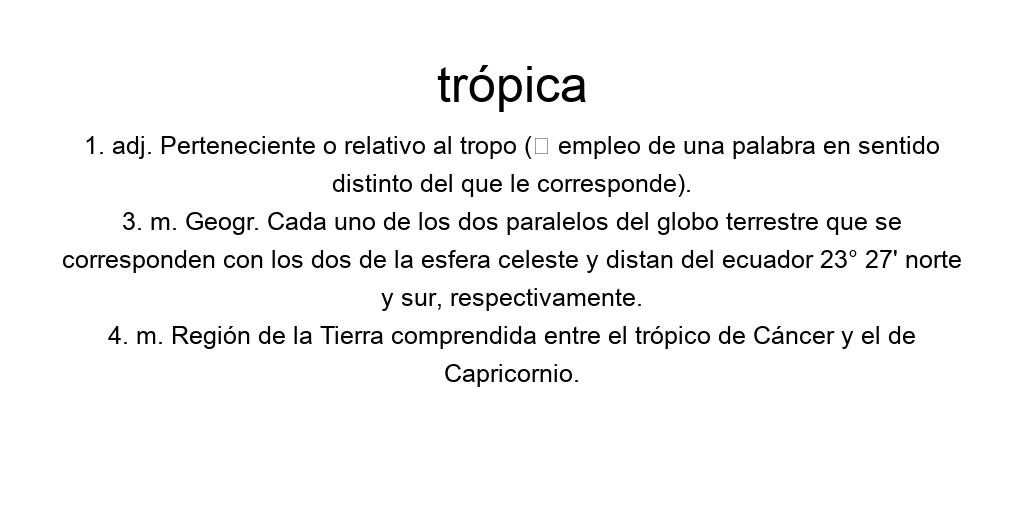 trópica
1. adj. Perteneciente o relativo al tropo (□ empleo de una palabra en sentido
distinto del que le corresponde).
3. m. Geogr. Cada uno de los dos paralelos del globo terrestre que se
corresponden con los dos de la esfera celeste y distan del ecuador 23° 27' norte
y sur, respectivamente.
4. m. Región de la Tierra comprendida entre el trópico de Cáncer y el de
Capricornio.